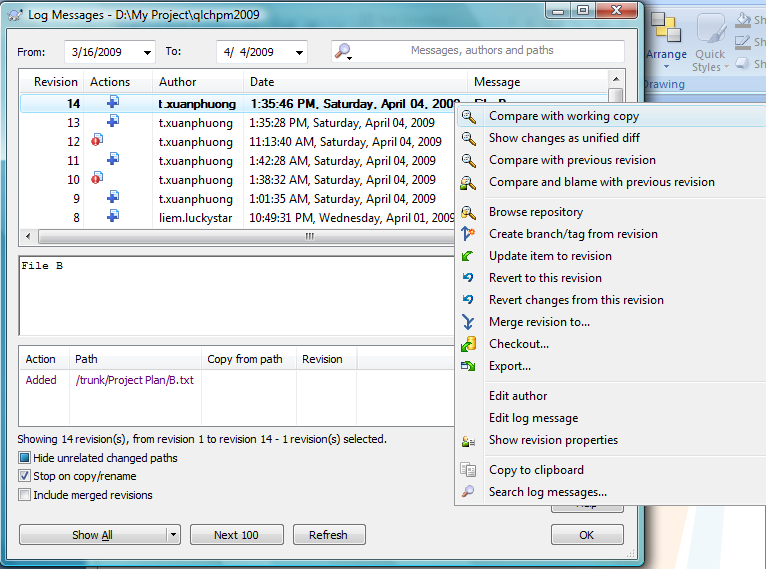 Log Messages - D:\My Project\qlchpm2009
From: 3/16/2009 To: 4/ 4/2009 Messages, authors and paths
Arrange Quick Styles
Sh
Sh
Sh
Drawing
Revision Actions Author Date Message
14 t.xuanphuong 1:35:46 PM, Saturday, April 04, 2009 File B
13 t.xuanphuong 1:35:28 PM, Saturday, April 04, 2009
12 t.xuanphuong 11:13:40 AM, Saturday, April 04, 2009
11 t.xuanphuong 1:42:28 AM, Saturday, April 04, 2009
10 t.xuanphuong 1:38:32 AM, Saturday, April 04, 2009
9 t.xuanphuong 1:01:35 AM, Saturday, April 04, 2009
8 liem.luckystar 10:49:31 PM, Wednesday, April 01, 2009
Compare with working copy
Show changes as unified diff
Compare with previous revision
Compare and blame with previous revision
Browse repository
Create branch/tag from revision
Update item to revision
Revert to this revision
Revert changes from this revision
Merge revision to...
Checkout...
Export...
Edit author
Edit log message
Show revision properties
Copy to clipboard
Search log messages...
File B
Action Path Copy from path Revision
Added /trunk/Project Plan/B.txt
Showing 14 revision(s), from revision 1 to revision 14 - 1 revision(s) selected.
Hide unrelated changed paths
Stop on copy/rename
Include merged revisions
Help
Show All Next 100 Refresh OK